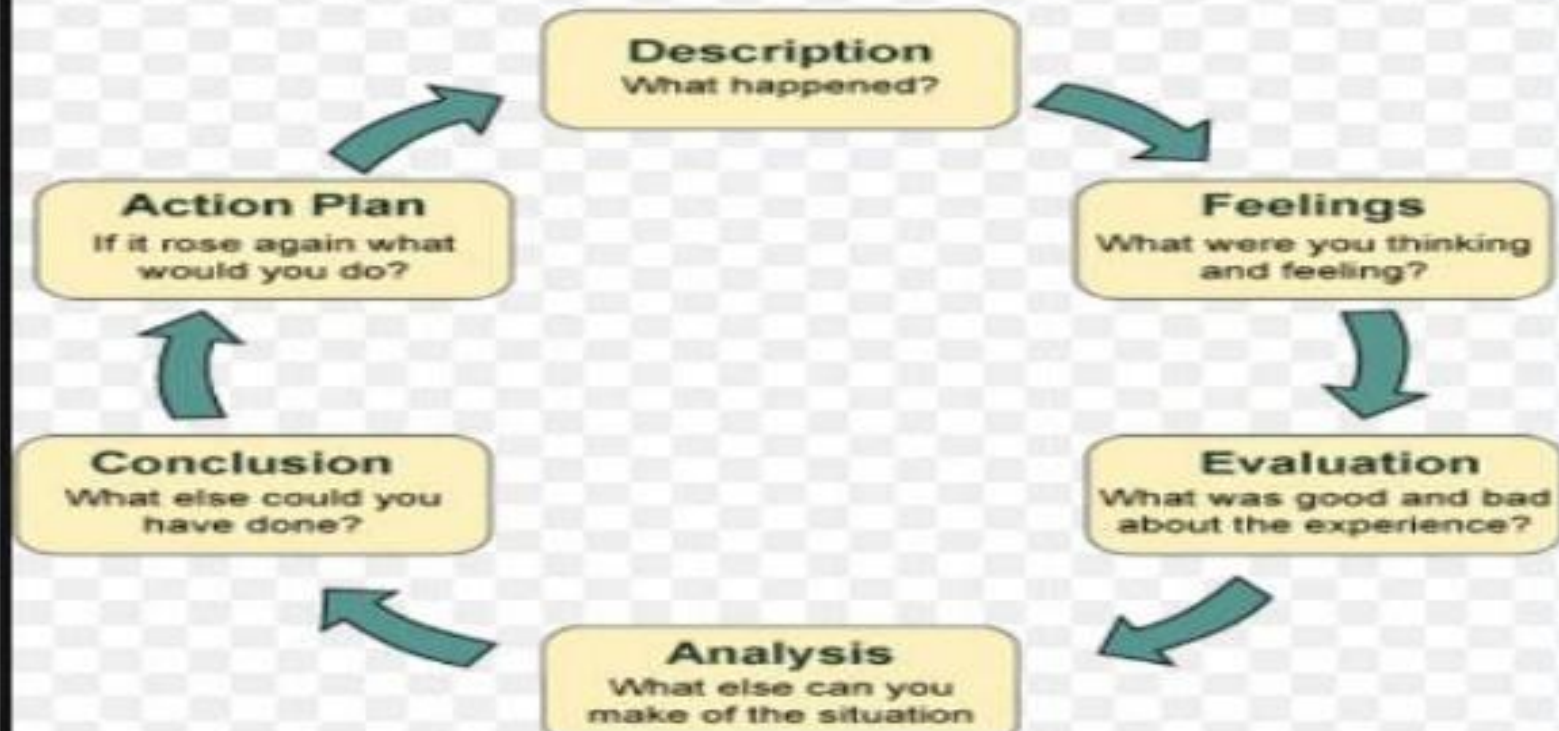 Description
What happened?
Feelings
What were you thinking
and feeling?
Evaluation
What was good and bad
about the experience?
Analysis
What else can you
make of the situation
Conclusion
What else could you
have done?
Action Plan
If it rose again what
would you do?